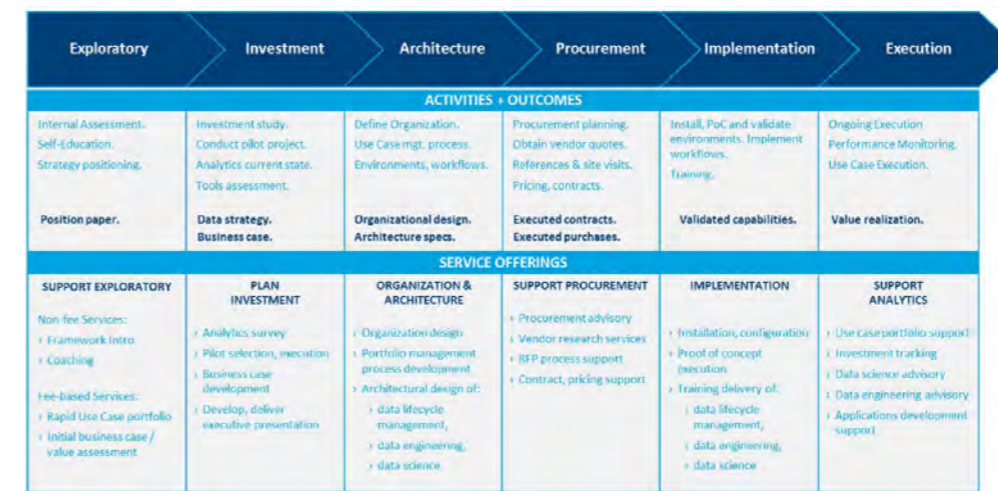 Exploratory
Investment
Architecture
Procurement
Implementation
Execution
ACTIVITIES + OUTCOMES
Internal Assessment.
Self-Education.
Strategy positioning.
Position paper.
Investment study.
Conduct pilot project.
Analytics current state.
Tools assessment.
Data strategy.
Business case.
Define Organization.
Use Case mgt. process.
Environments, workflows.
Organizational design.
Architecture specs.
Procurement planning.
Obtain vendor quotes.
References & site visits.
Pricing, contracts.
Executed contracts.
Executed purchases.
Install, PoC and validate
environments. Implement
workflows.
Training.
Validated capabilities.
Ongoing Execution
Performance Monitoring.
Use Case Execution.
Value realization.
SERVICE OFFERINGS
SUPPORT EXPLORATORY
Non-fee Services:
› Framework Intro
› Coaching
Fee-based Services:
› Rapid Use Case portfolio
› Initial business case /
value assessment
PLAN
INVESTMENT
› Analytics survey
› Pilot selection, execution
› Business case
development
› Develop, deliver
executive presentation
ORGANIZATION &
ARCHITECTURE
› Organization design
› Portfolio management
process development
› Architectural design of:
› data lifecycle
management,
› data engineering,
› data science
SUPPORT PROCUREMENT
› Procurement advisory
› Vendor research services
› RFP process support
› Contract, pricing support
IMPLEMENTATION
› Installation, configuration
› Proof of concept
execution
› Training delivery of:
› data lifecycle
management,
› data engineering,
› data science
SUPPORT
ANALYTICS
› Use case portfolio support
› Investment tracking
› Data science advisory
› Data engineering advisory
› Applications development
support